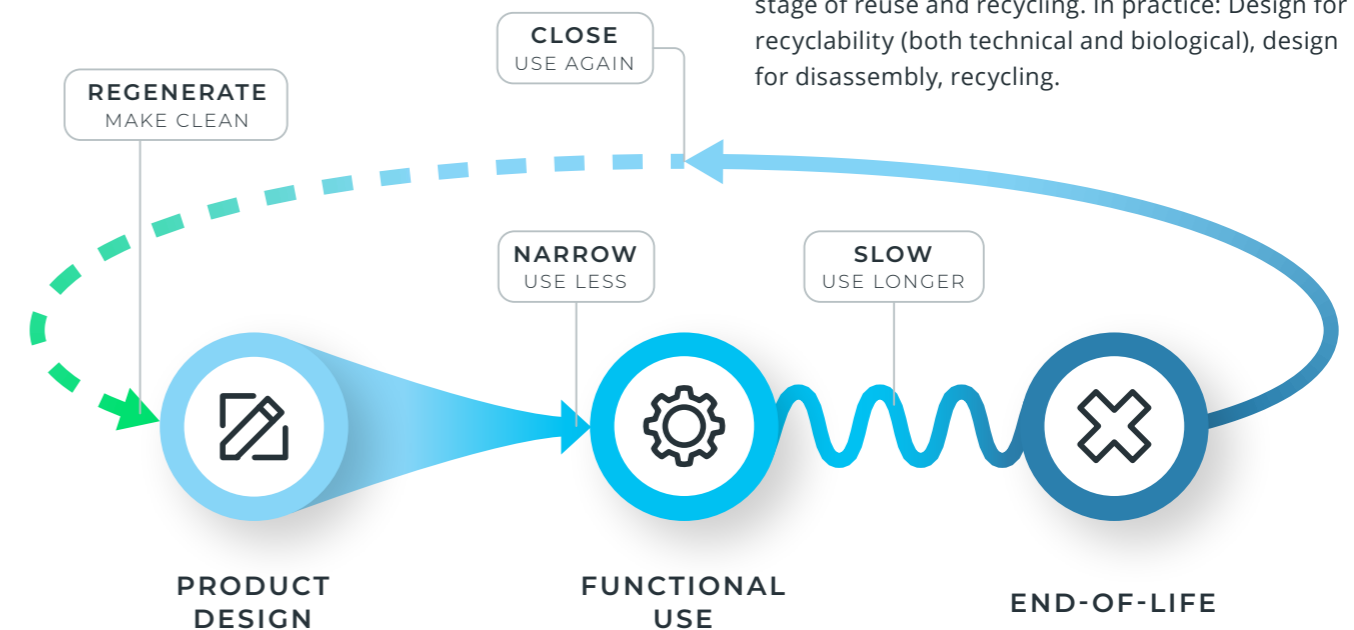 stage of reuse and recycling. In practice: Design for
recyclability (both technical and biological), design
for disassembly, recycling.
CLOSE
USE AGAIN
REGENERATE
MAKE CLEAN
NARROW
USE LESS
SLOW
USE LONGER
PRODUCT
DESIGN
FUNCTIONAL
USE
END-OF-LIFE